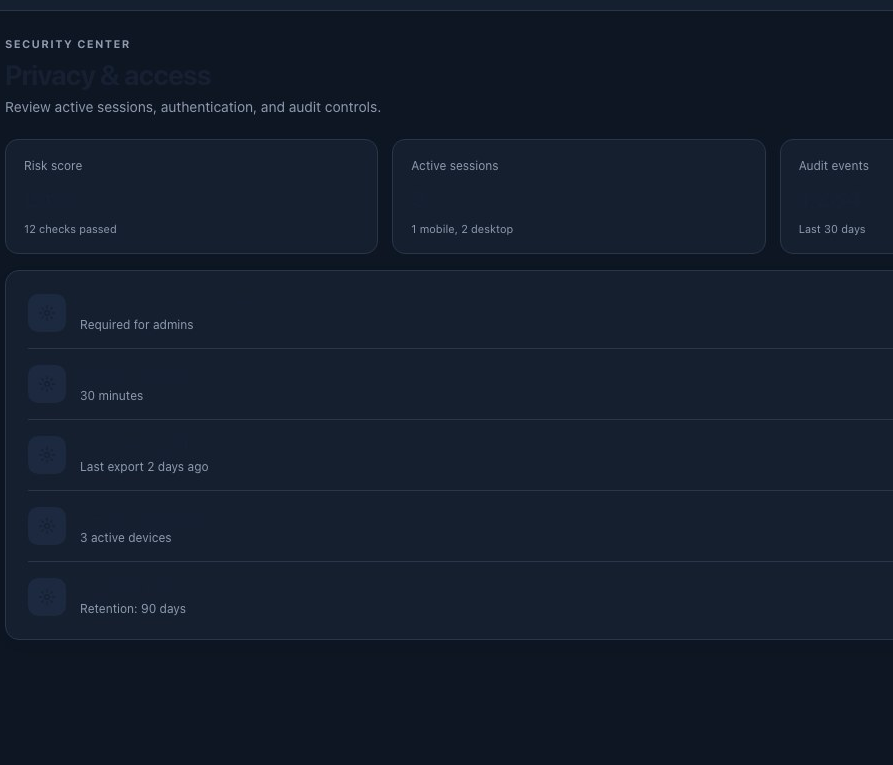 SECURITY CENTER
Privacy & access
Review active sessions, authentication, and audit controls.
Risk score
12 checks passed
Active sessions
1 mobile, 2 desktop
Audit events
Last 30 days
Required for admins
30 minutes
Last export 2 days ago
3 active devices
Retention: 90 days